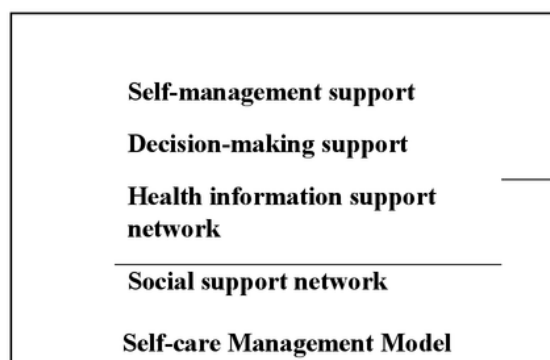 Self-management support
Decision-making support
Health information support
network
Social support network
Self-care Management Model